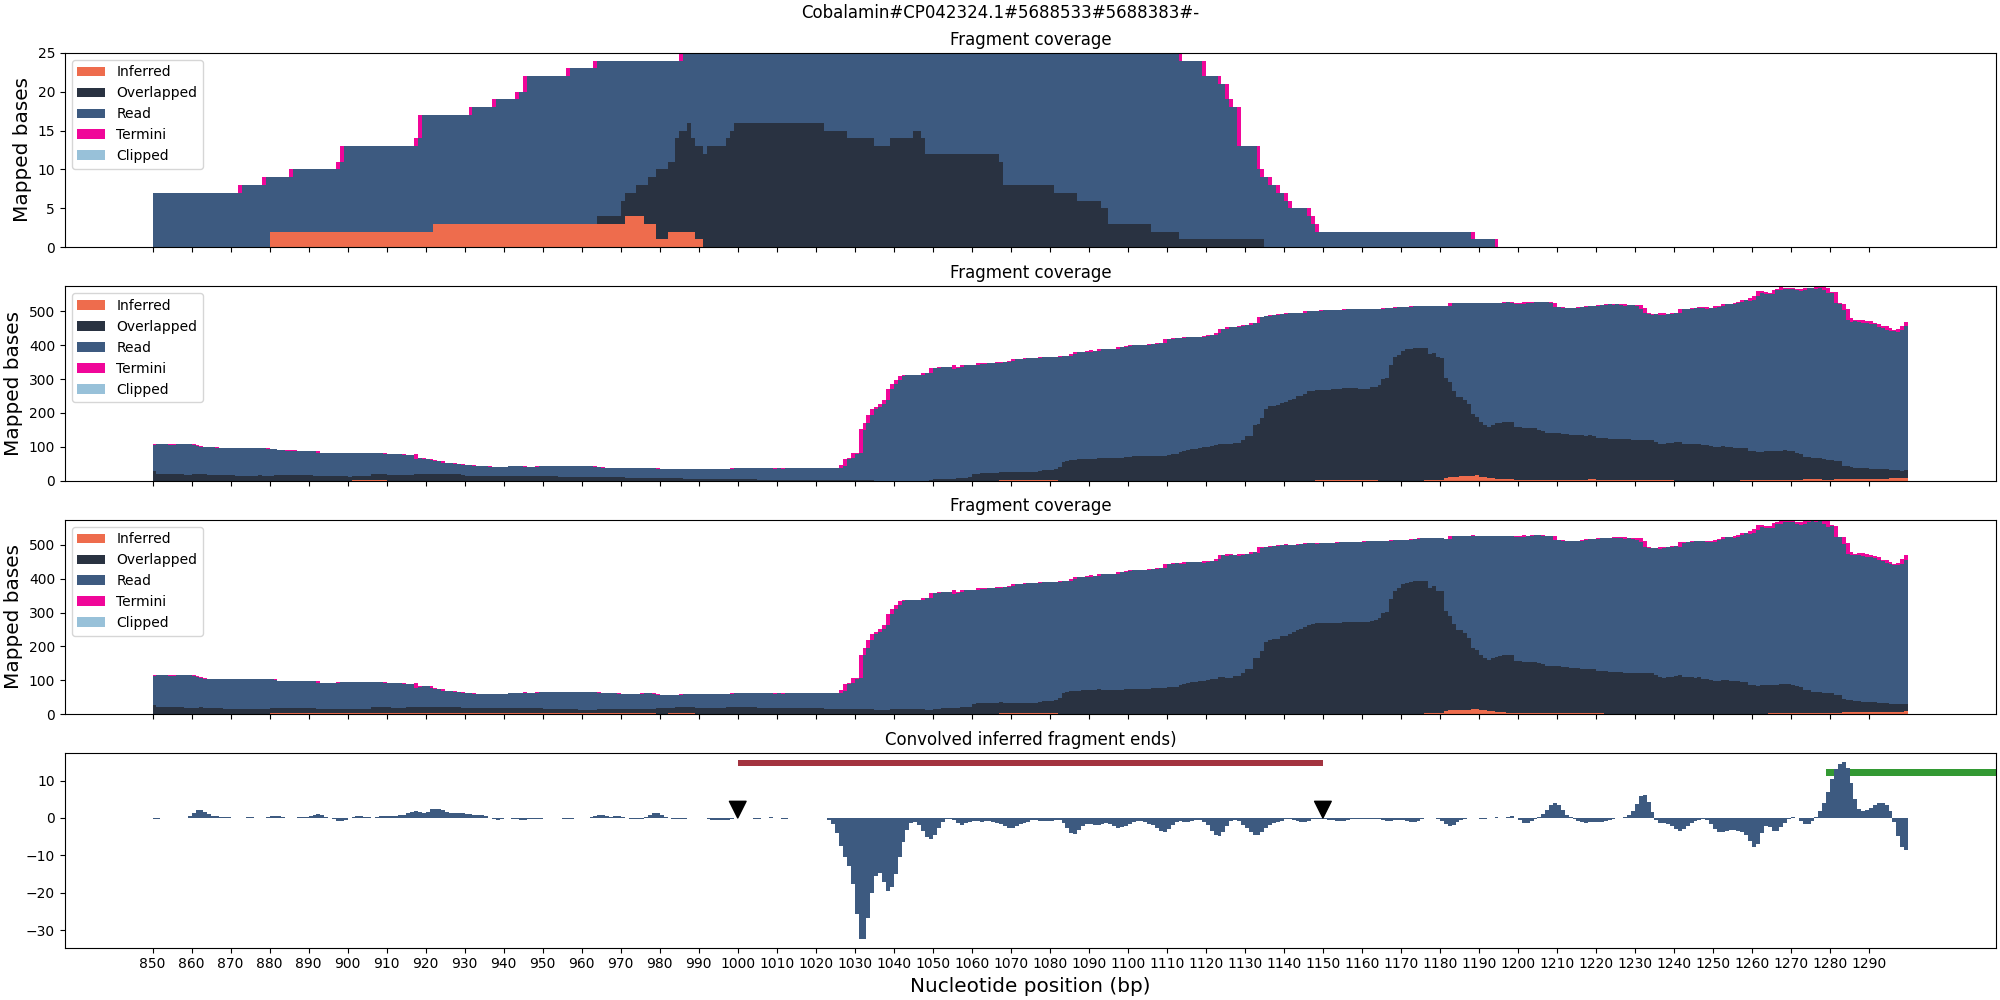 Cobalamin#CP042324.1#5688533#5688383#-
Fragment coverage
Mapped bases
25
20
15
10
5
0
Inferred
Overlapped
Read
Termini
Clipped
Fragment coverage
Mapped bases
500
400
300
200
100
0
Inferred
Overlapped
Read
Termini
Clipped
Fragment coverage
Mapped bases
500
400
300
200
100
0
Inferred
Overlapped
Read
Termini
Clipped
Convolved inferred fragment ends)
10
0
−10
−20
−30
850 860 870 880 890 900 910 920 930 940 950 960 970 980 990 1000 1010 1020 1030 1040 1050 1060 1070 1080 1090 1100 1110 1120 1130 1140 1150 1160 1170 1180 1190 1200 1210 1220 1230 1240 1250 1260 1270 1280 1290
Nucleotide position (bp)